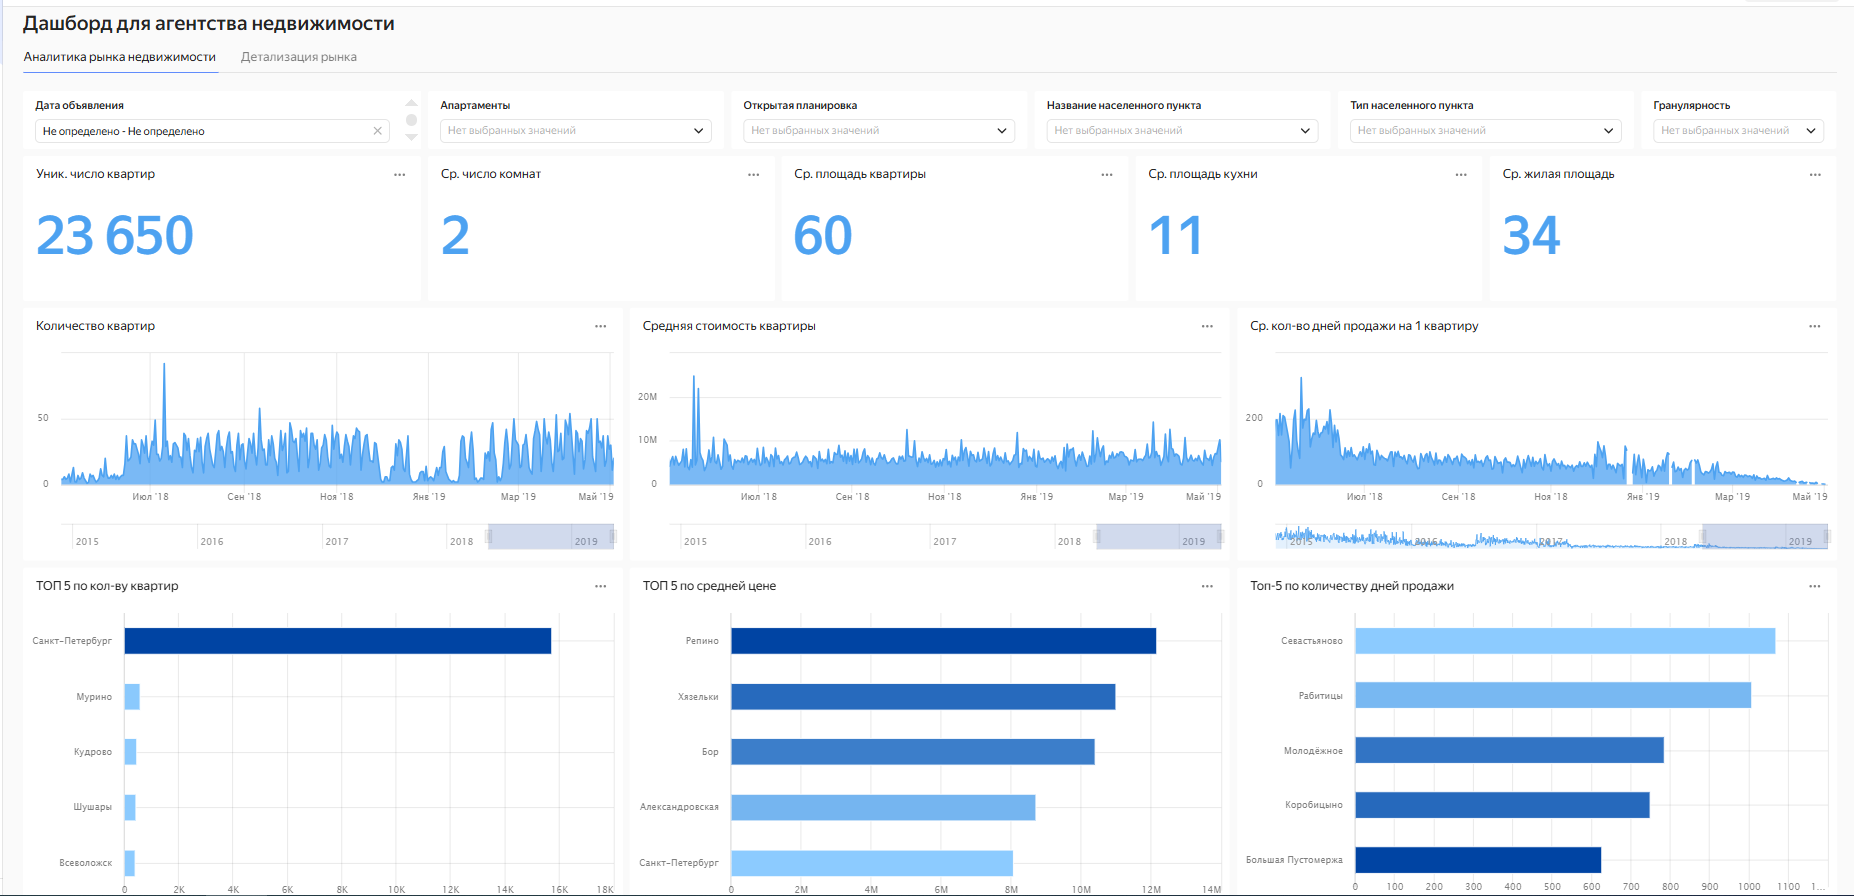 Дашборд для агентства недвижимости
Аналитика рынка недвижимости Детализация рынка
Дата объявления Апартаменты Открытая планировка Название населенного пункта Тип населенного пункта Гранулярность
Не определено - Не определено Нет выбранных значений Нет выбранных значений Нет выбранных значений Нет выбранных значений Нет выбранных значений
Уник. число квартир Ср. число комнат Ср. площадь квартиры Ср. площадь кухни Ср. жилая площадь
23 650 2 60 11 34
Количество квартир
50
0
Июл '18 Сен '18 Ноя '18 Янв '19 Мар '19 Май '19
2015 2016 2017 2018 2019
Средняя стоимость квартиры
20M
10M
0
Июл '18 Сен '18 Ноя '18 Янв '19 Мар '19 Май '19
2015 2016 2017 2018 2019
Ср. кол-во дней продажи на 1 квартиру
200
0
Июл '18 Сен '18 Ноя '18 Янв '19 Мар '19 Май '19
2015 2016 2017 2018 2019
ТОП 5 по кол-ву квартир
Санкт-Петербург
Мурино
Кудрово
Шушары
Всеволожск
0 2K 4K 6K 8K 10K 12K 14K 16K 18K
ТОП 5 по средней цене
Репино
Хязельки
Бор
Александровская
Санкт-Петербург
0 2M 4M 6M 8M 10M 12M 14M
Топ-5 по количеству дней продажи
Севастьяново
Рабитицы
Молодёжное
Коробицыно
Большая Пустомержа
0 100 200 300 400 500 600 700 800 900 1000 1100 1...